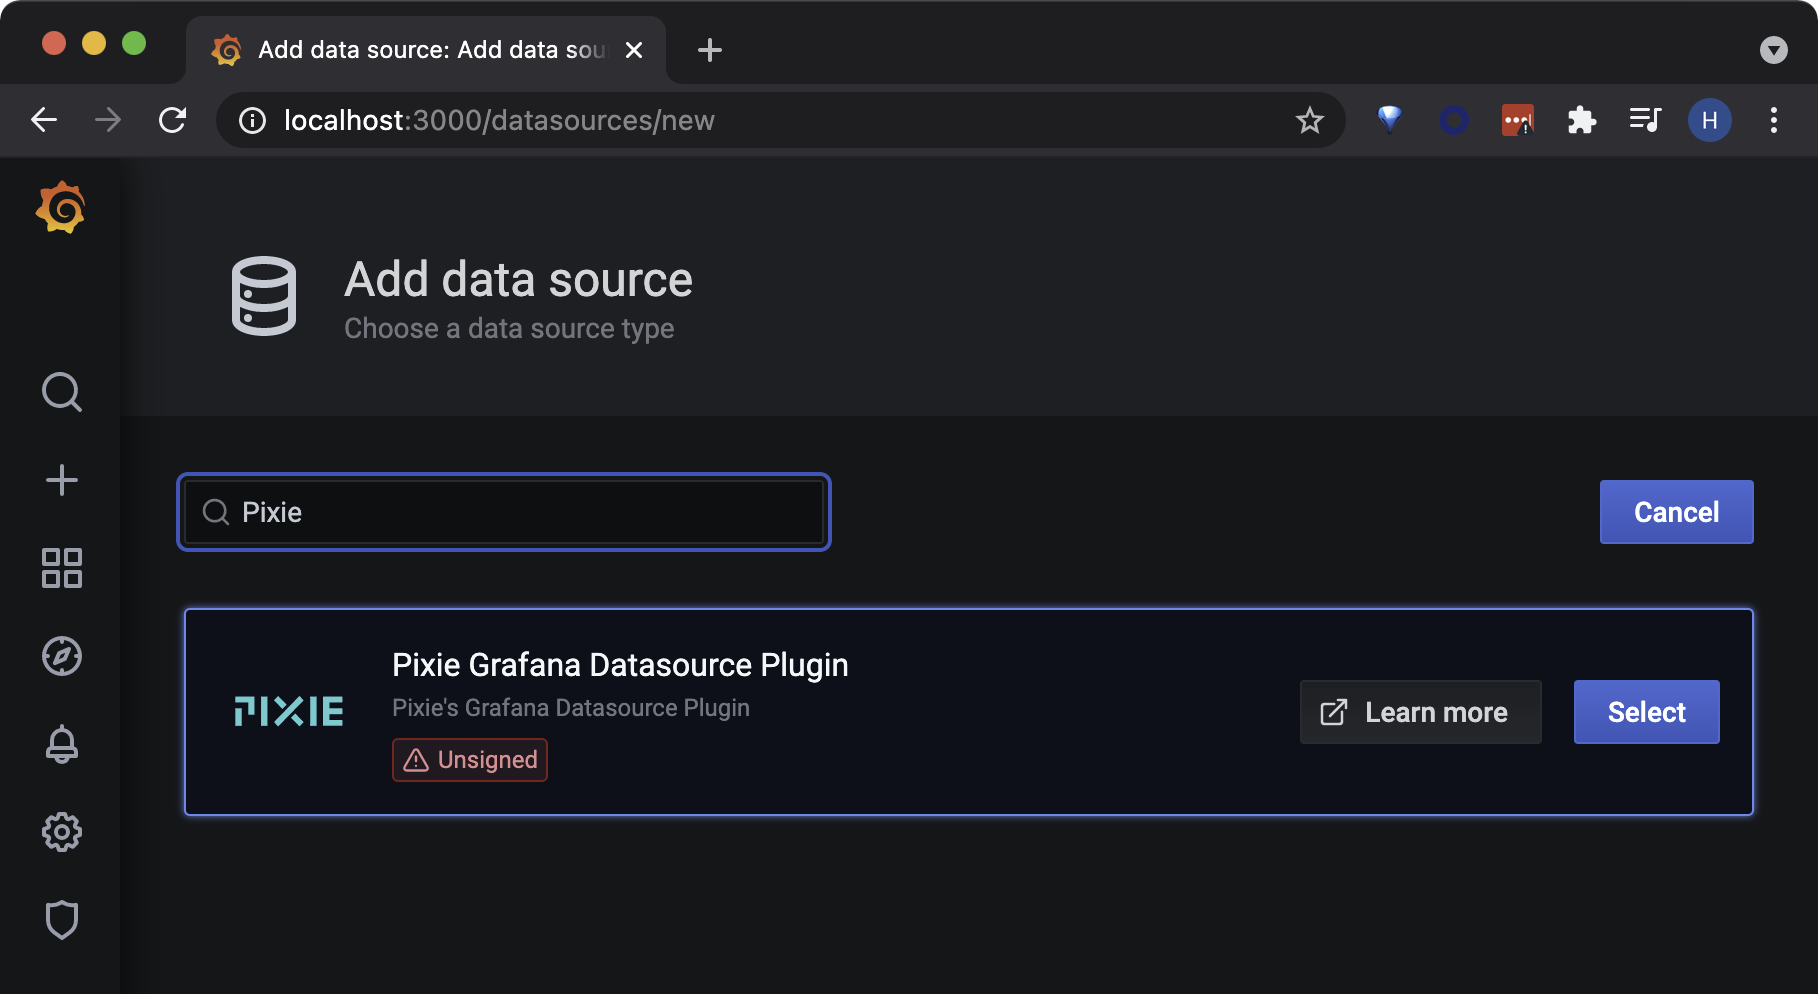 Add data source: Add data sou
localhost:3000/datasources/new
H
Add data source
Choose a data source type
Pixie
Cancel
PIXIE
Pixie Grafana Datasource Plugin
Pixie's Grafana Datasource Plugin
Unsigned
Learn more
Select